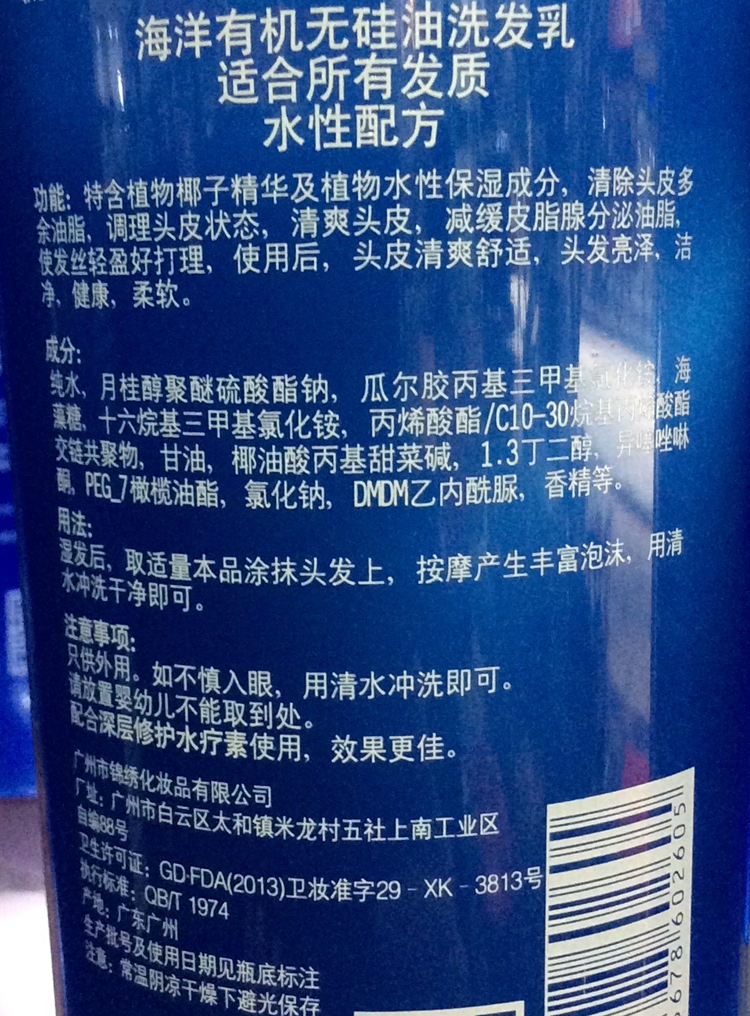 海洋有机无硅油洗发乳
适合所有发质
水性配方
功能：特含植物椰子精华及植物水性保湿成分，清除头皮多
余油脂，调理头皮状态，清爽头皮，减缓皮脂腺分泌油脂，
使发丝轻盈好打理，使用后，头皮清爽舒适，头发亮泽，洁
净，健康，柔软。
成分：
纯水，月桂醇聚醚硫酸酯钠，瓜尔胶丙基三甲基氯化铵，海
藻糖，十六烷基三甲基氯化铵，丙烯酸酯/C10-30烷基丙烯酸酯
交链共聚物，甘油，椰油酸丙基甜菜碱，1.3丁二醇，异噻唑啉
酮，PEG_7橄榄油酯，氯化钠，DMDM乙内酰脲，香精等。
用法：
湿发后，取适量本品涂抹头发上，按摩产生丰富泡沫，用清
水冲洗干净即可。
注意事项：
只供外用。如不慎入眼，用清水冲洗即可。
请放置婴幼儿不能取到处。
配合深层修护水疗素使用，效果更佳。
广州市锦绣化妆品有限公司
厂址：广州市白云区太和镇米龙村五社上南工业区
自编88号
卫生许可证：GD·FDA(2013)卫妆准字29-XK-3813号
执行标准：QB/T 1974
产地：广东广州
生产批号及使用日期见瓶底标注
注意：常温阴凉干燥下避光保存
678602605